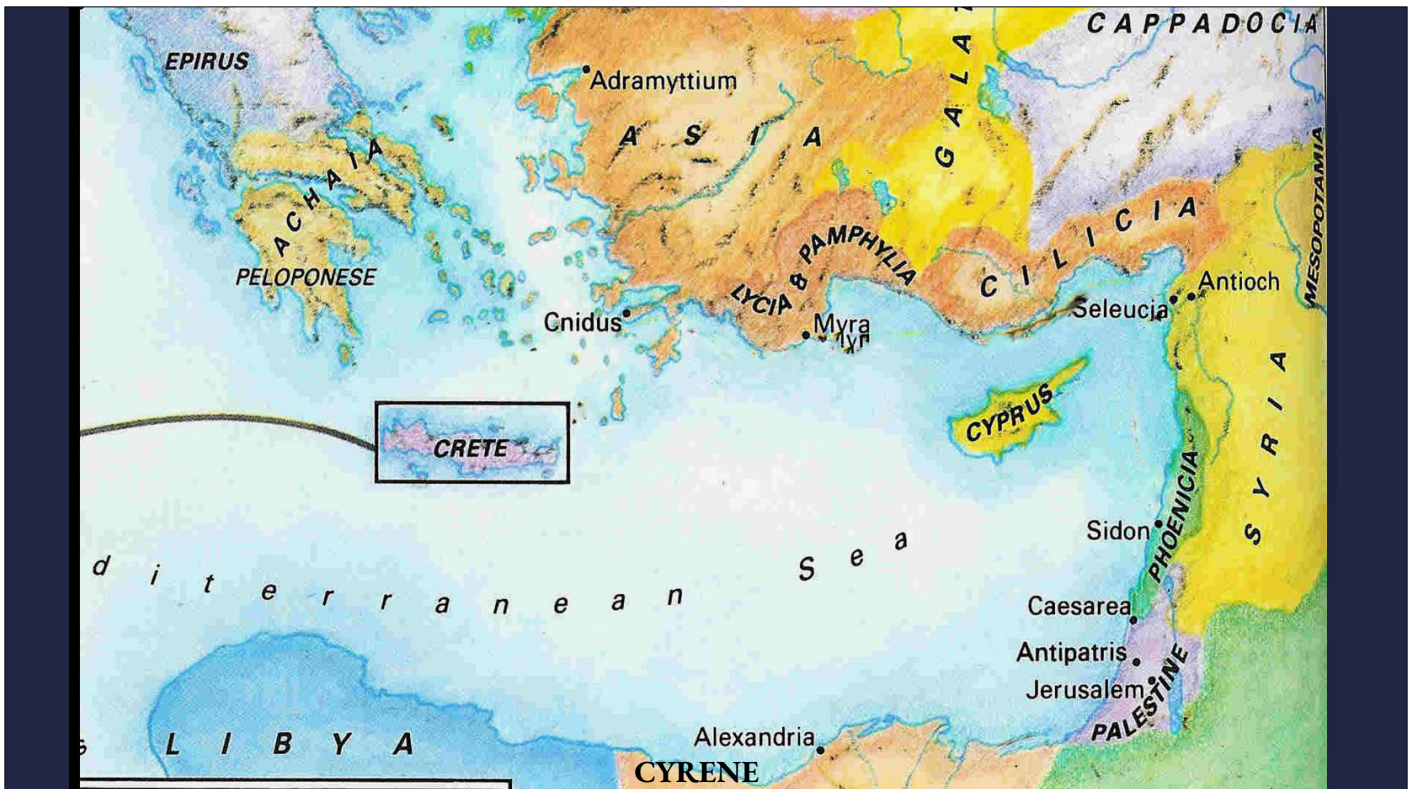 CAPPADOCIA
EPIRUS
Adramyttium
GALA
ASIA
MESOPOTAMIA
ACHAIA
PELOPONESE
LYCIA & PAMPHYLIA
CILICIA
Antioch
Seleucia
Cnidus
Myra
SYRIA
CYPRUS
CRETE
PHOENICIA
Sidon
diterranean Sea
Caesarea
Antipatris
Jerusalem
PALESTINE
Alexandria
LIBYA
CYRENE